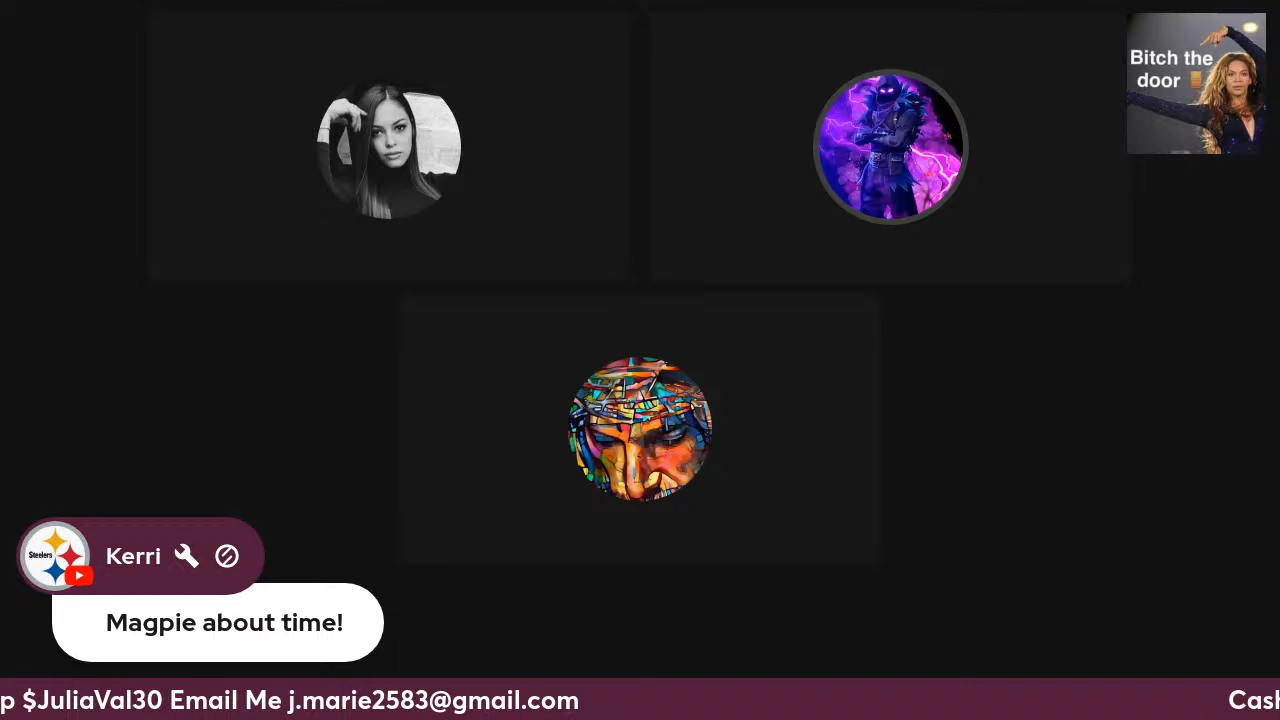 Bitch the
door
Steelers
Kerri
Magpie about time!
p $JuliaVal30 Email Me j.marie2583@gmail.com
Cash